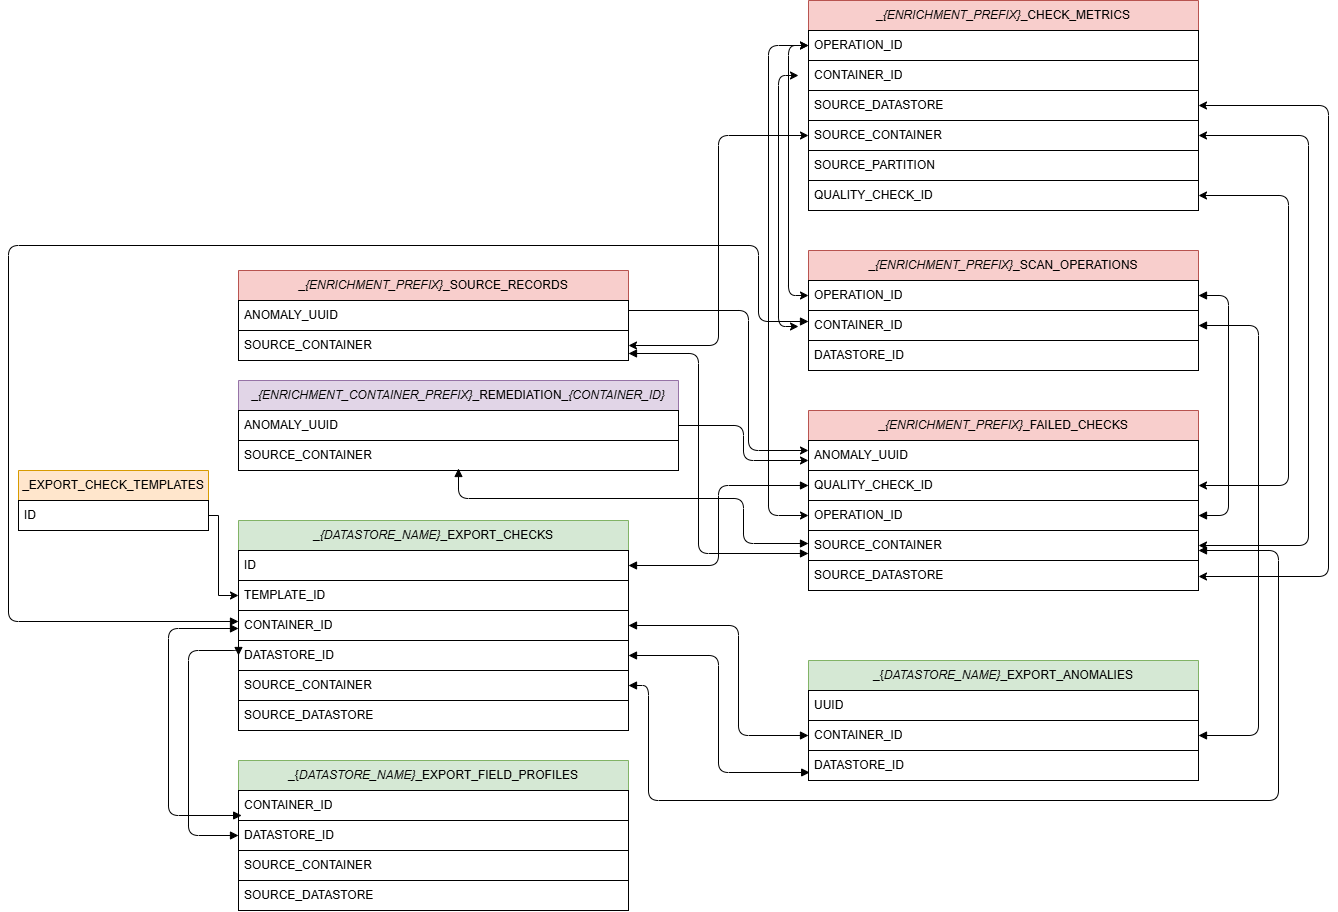 _{ENRICHMENT_PREFIX}_CHECK_METRICS
OPERATION_ID
CONTAINER_ID
SOURCE_DATASTORE
SOURCE_CONTAINER
SOURCE_PARTITION
QUALITY_CHECK_ID
_{ENRICHMENT_PREFIX}_SCAN_OPERATIONS
OPERATION_ID
CONTAINER_ID
DATASTORE_ID
_{ENRICHMENT_PREFIX}_SOURCE_RECORDS
ANOMALY_UUID
SOURCE_CONTAINER
_{ENRICHMENT_CONTAINER_PREFIX}_REMEDIATION_{CONTAINER_ID}
ANOMALY_UUID
SOURCE_CONTAINER
_{ENRICHMENT_PREFIX}_FAILED_CHECKS
ANOMALY_UUID
QUALITY_CHECK_ID
OPERATION_ID
SOURCE_CONTAINER
SOURCE_DATASTORE
_EXPORT_CHECK_TEMPLATES
ID
_{DATASTORE_NAME}_EXPORT_CHECKS
ID
TEMPLATE_ID
CONTAINER_ID
DATASTORE_ID
SOURCE_CONTAINER
SOURCE_DATASTORE
_{DATASTORE_NAME}_EXPORT_ANOMALIES
UUID
CONTAINER_ID
DATASTORE_ID
_{DATASTORE_NAME}_EXPORT_FIELD_PROFILES
CONTAINER_ID
DATASTORE_ID
SOURCE_CONTAINER
SOURCE_DATASTORE